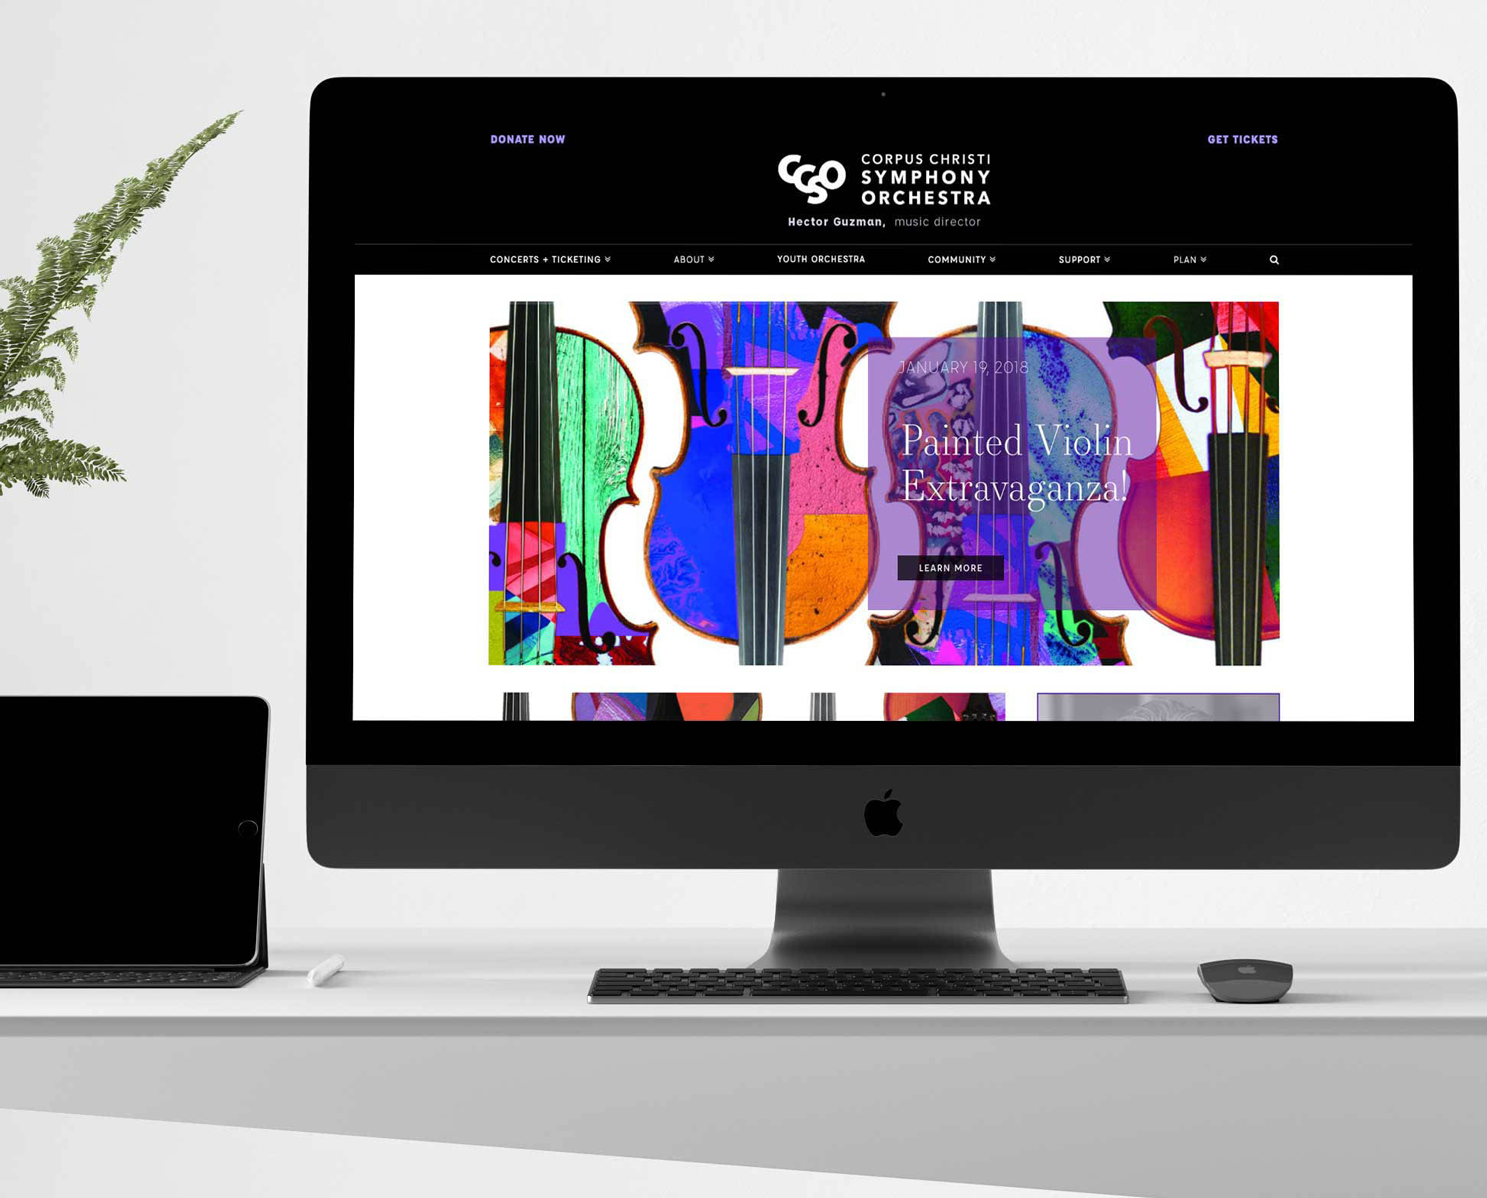 DONATE NOW
GET TICKETS
CCSO
CORPUS CHRISTI
SYMPHONY
ORCHESTRA
Hector Guzman, music director
CONCERTS + TICKETING
ABOUT
YOUTH ORCHESTRA
COMMUNITY
SUPPORT
PLAN
JANUARY 19, 2018
Painted Violin
Extravaganza!
LEARN MORE